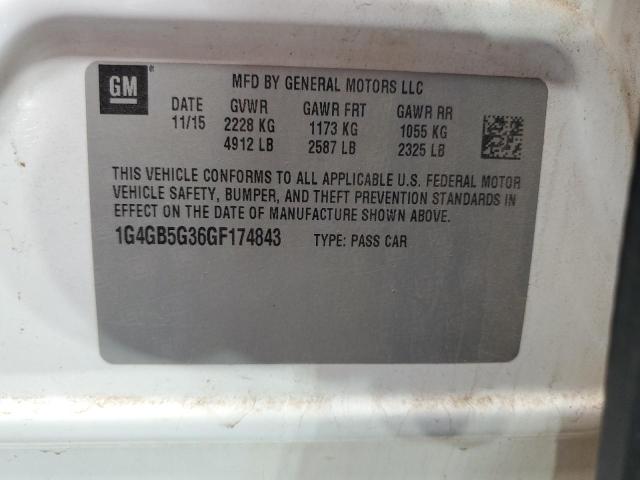 GM ® MFD BY GENERAL MOTORS LLC
DATE GVWR GAWR FRT GAWR RR
11/15 2228 KG 1173 KG 1055 KG
4912 LB 2587 LB 2325 LB
THIS VEHICLE CONFORMS TO ALL APPLICABLE U.S. FEDERAL MOTOR
VEHICLE SAFETY, BUMPER, AND THEFT PREVENTION STANDARDS IN
EFFECT ON THE DATE OF MANUFACTURE SHOWN ABOVE.
1G4GB5G36GF174843 TYPE: PASS CAR